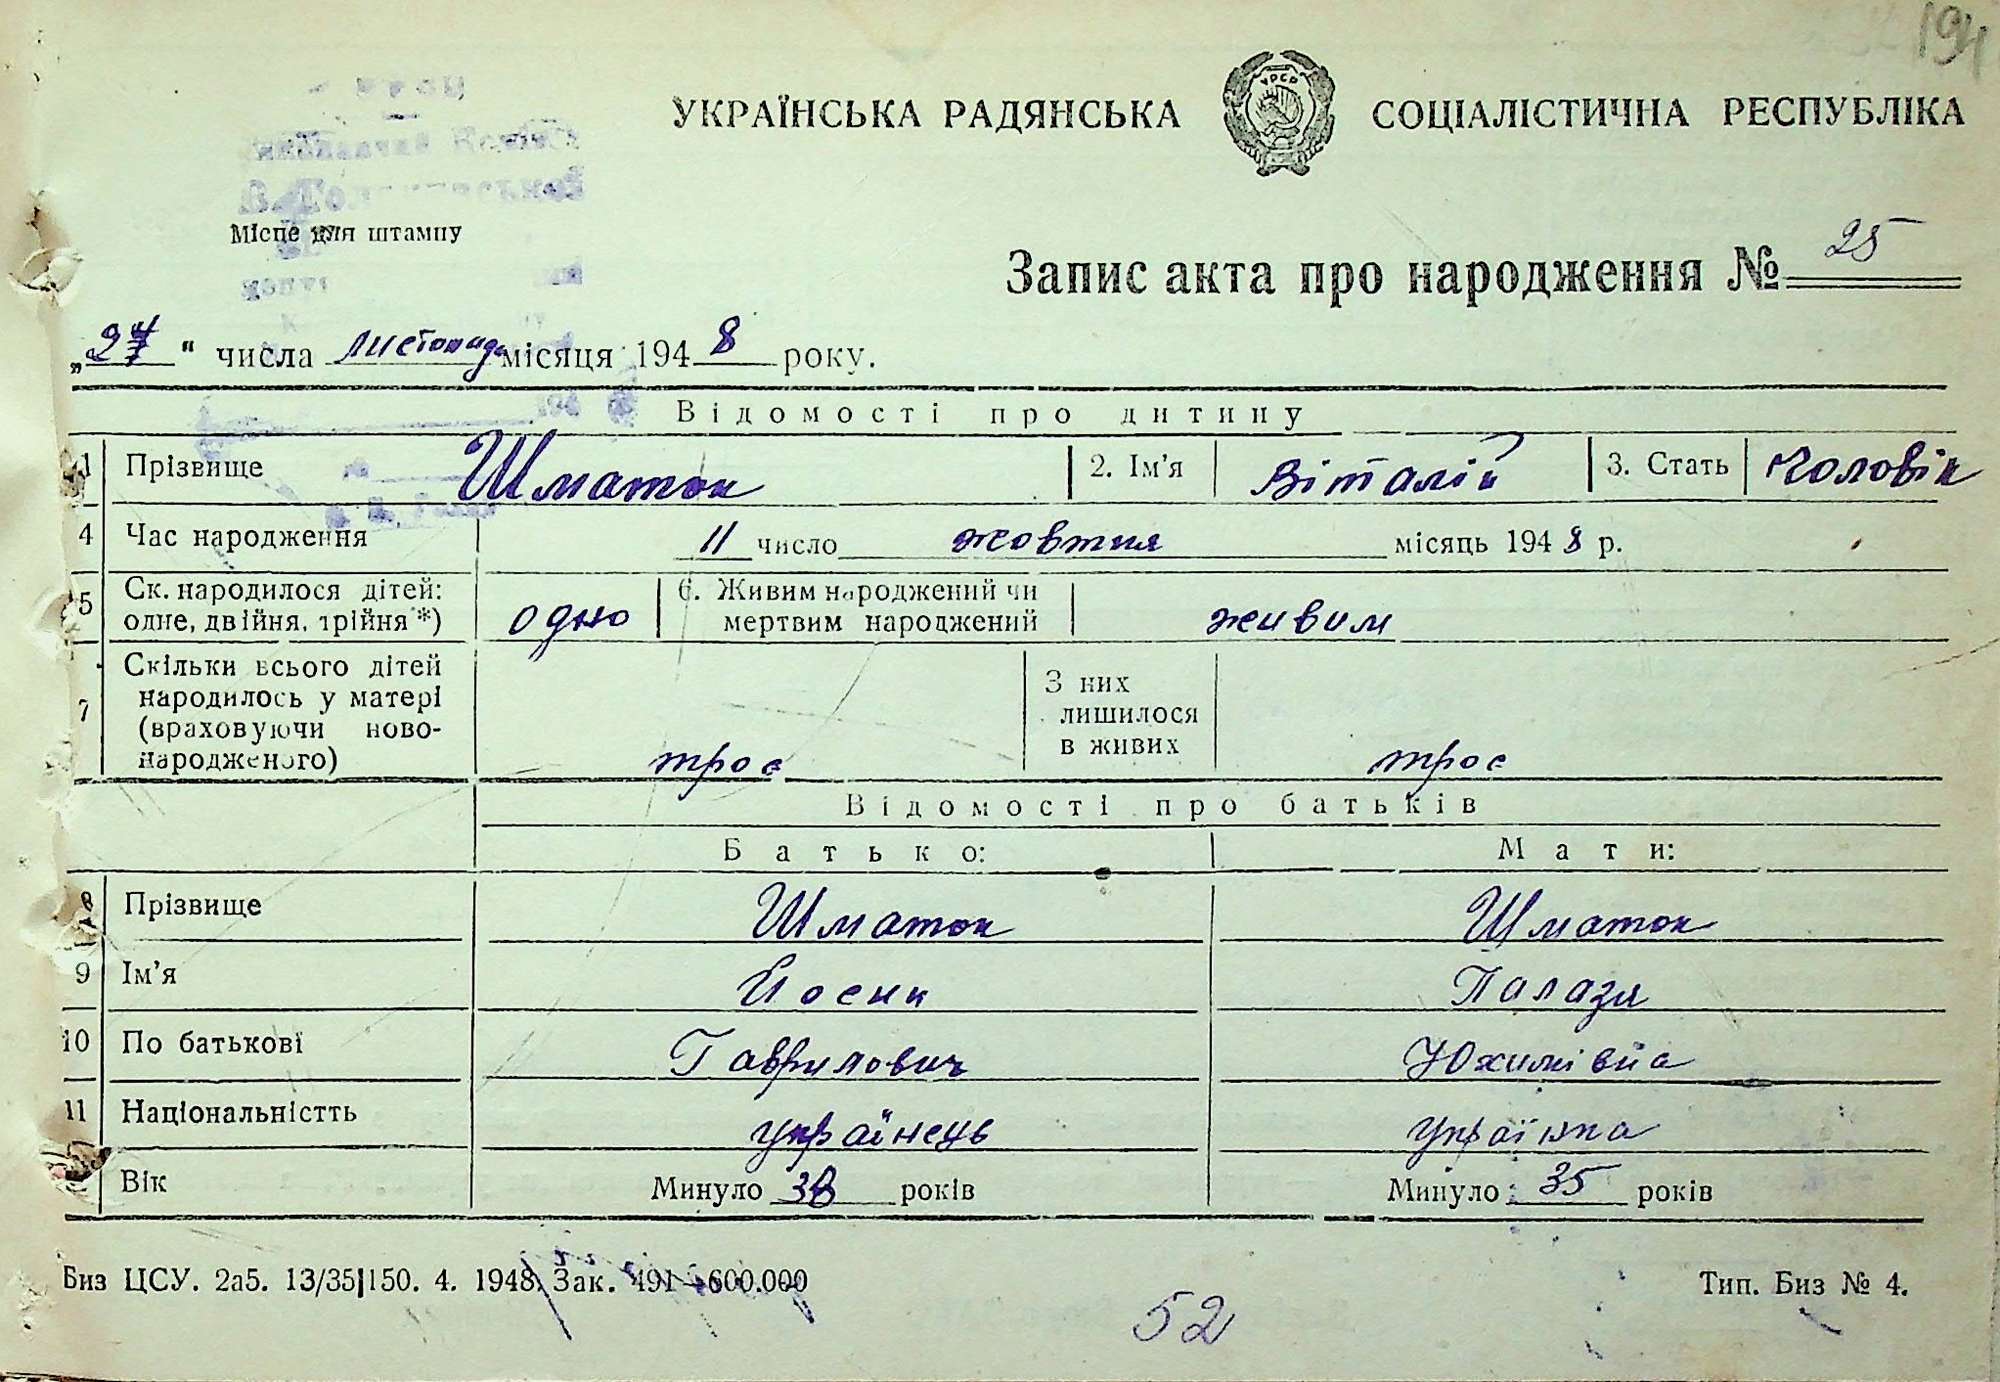 194
УКРАЇНСЬКА РАДЯНСЬКА УРСР СОЦІАЛІСТИЧНА РЕСПУБЛІКА
Місце для штампу
Запис акта про народження № 25
„27“ числа листопада місяця 1948 року.
Відомості про дитину
1 Прізвище Шматок 2. Ім’я Віталій 3. Стать Чоловік
4 Час народження 11 число жовтня місяць 1948 р.
5 Ск. народилося дітей: одне, двійня, трійня *) одно 6. Живим народжений чи мертвим народжений живим
7 Скільки всього дітей народилось у матері (враховуючи ново-народженого) троє З них лишилося в живих троє
Відомості про батьків
Батько: Мати:
8 Прізвище Шматок Шматок
9 Ім’я Йосип Палазя
10 По батькові Гаврилович Юхимівна
11 Національністть українець українка
Вік Минуло 38 років Минуло 35 років
Биз ЦСУ. 2а5. 13/35|150. 4. 1948. Зак. 491—600.000 Тип. Биз № 4.
52